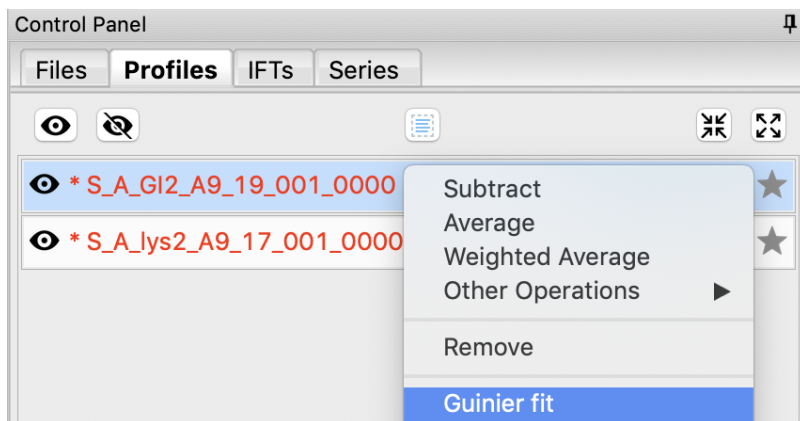 Control Panel
Files Profiles IFTs Series
* S_A_GI2_A9_19_001_0000
* S_A_lys2_A9_17_001_0000
Subtract
Average
Weighted Average
Other Operations
Remove
Guinier fit